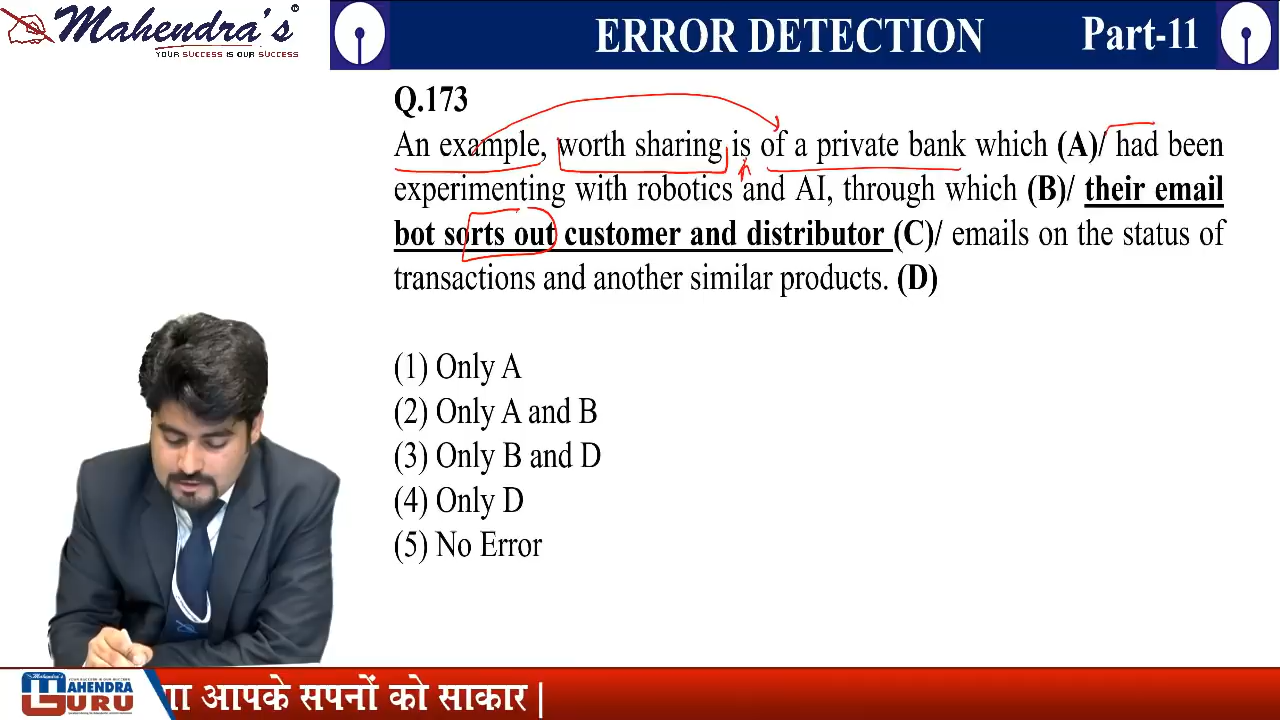 Mahendra's
YOUR SUCCESS IS OUR SUCCESS
ERROR DETECTION
Part-11
Q.173
An example, worth sharing is of a private bank which (A)/ had been
experimenting with robotics and AI, through which (B)/ their email
bot sorts out customer and distributor (C)/ emails on the status of
transactions and another similar products. (D)
(1) Only A
(2) Only A and B
(3) Only B and D
(4) Only D
(5) No Error
MAHENDRA
GURU
गा आपके सपनों को साकार |